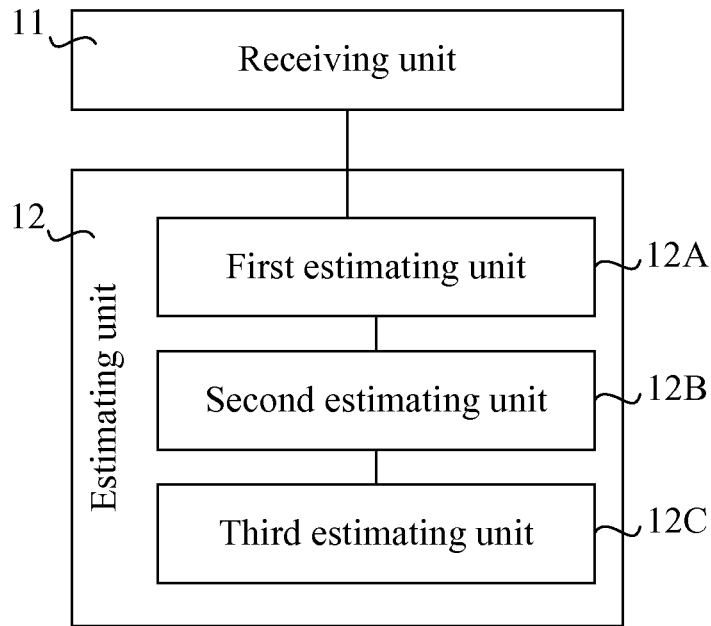 11
Receiving unit
12
Estimating unit
First estimating unit
12A
Second estimating unit
12B
Third estimating unit
12C